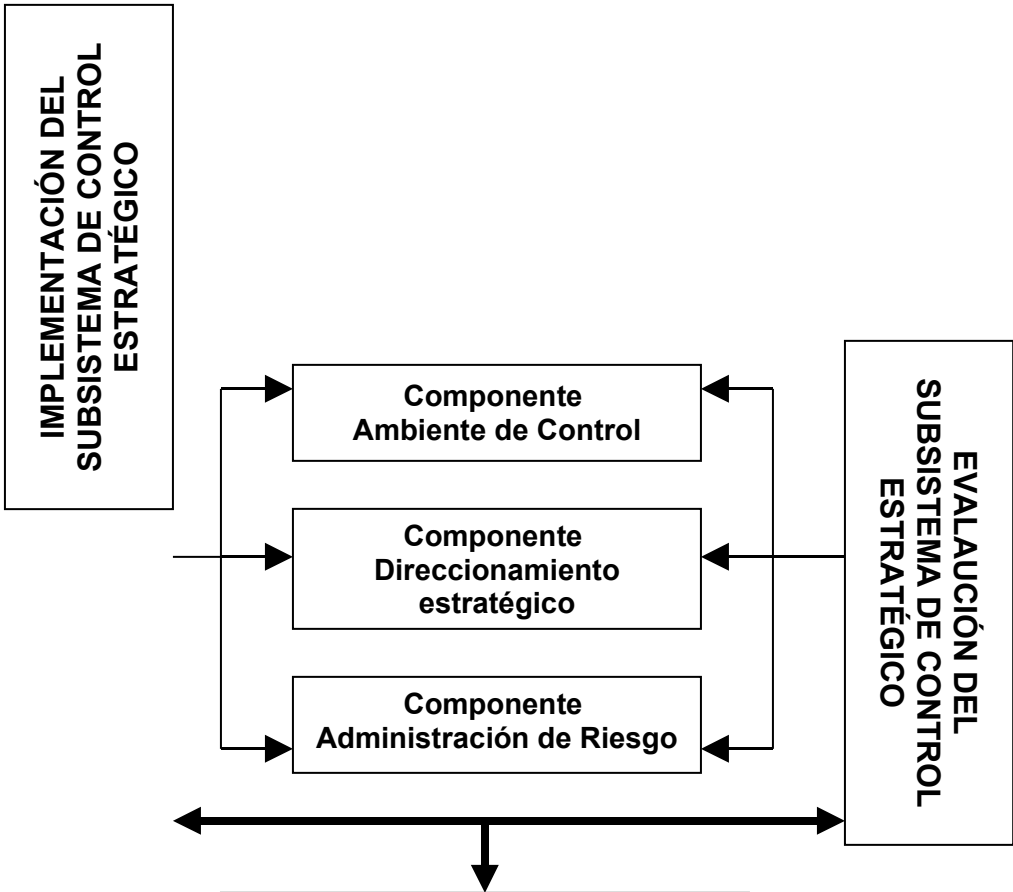 IMPLEMENTACIÓN DEL
SUBSISTEMA DE CONTROL
ESTRATÉGICO
Componente
Ambiente de Control
Componente
Direccionamiento
estratégico
Componente
Administración de Riesgo
EVALAUCIÓN DEL
SUBSISTEMA DE CONTROL
ESTRATÉGICO